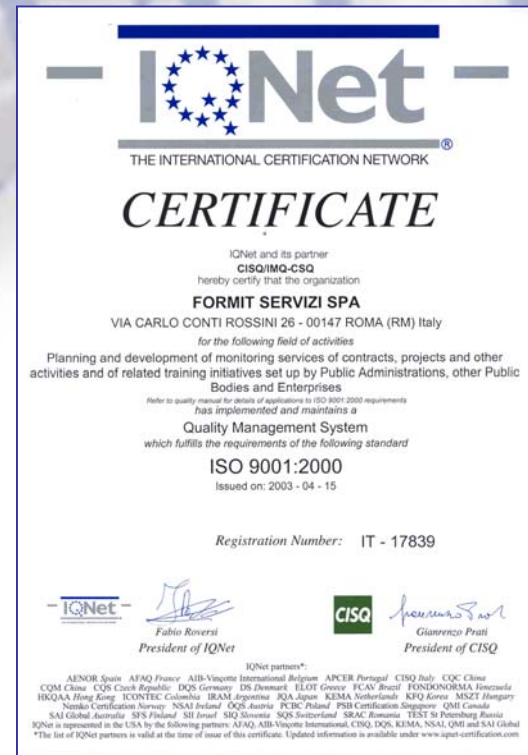 IQNet
®
THE INTERNATIONAL CERTIFICATION NETWORK
CERTIFICATE
IQNet and its partner
CISQ/IMQ-CSQ
hereby certify that the organization
FORMIT SERVIZI SPA
VIA CARLO CONTI ROSSINI 26 - 00147 ROMA (RM) Italy
for the following field of activities
Planning and development of monitoring services of contracts, projects and other
activities and of related training initiatives set up by Public Administrations, other Public
Bodies and Enterprises
Refer to quality manual for details of applications to ISO 9001:2000 requirements
has implemented and maintains a
Quality Management System
which fulfills the requirements of the following standard
ISO 9001:2000
Issued on: 2003 - 04 - 15
Registration Number: IT - 17839
IQNet
CISQ
Fabio Roversi
Gianrenzo Prati
President of IQNet
President of CISQ
IQNet partners*:
AENOR Spain AFAQ France AIB-Vinçotte International Belgium APCER Portugal CISQ Italy CQC China
CQM China CQS Czech Republic DQS Germany DS Denmark ELOT Greece FCAV Brazil FONDONORMA Venezuela
HKQAA Hong Kong ICONTEC Colombia IRAM Argentina JQA Japan KEMA Netherlands KFQ Korea MSZT Hungary
Nemko Certification Norway NSAI Ireland ÖQS Austria PCBC Poland PSB Certification Singapore QMI Canada
SAI Global Australia SFS Finland SII Israel SIQ Slovenia SQS Switzerland SRAC Romania TEST St Petersburg Russia
IQNet is represented in the USA by the following partners: AFAQ, AIB-Vinçotte International, CISQ, DQS, KEMA, NSAI, QMI and SAI Global
*The list of IQNet partners is valid at the time of issue of this certificate. Updated information is available under www.iqnet-certification.com